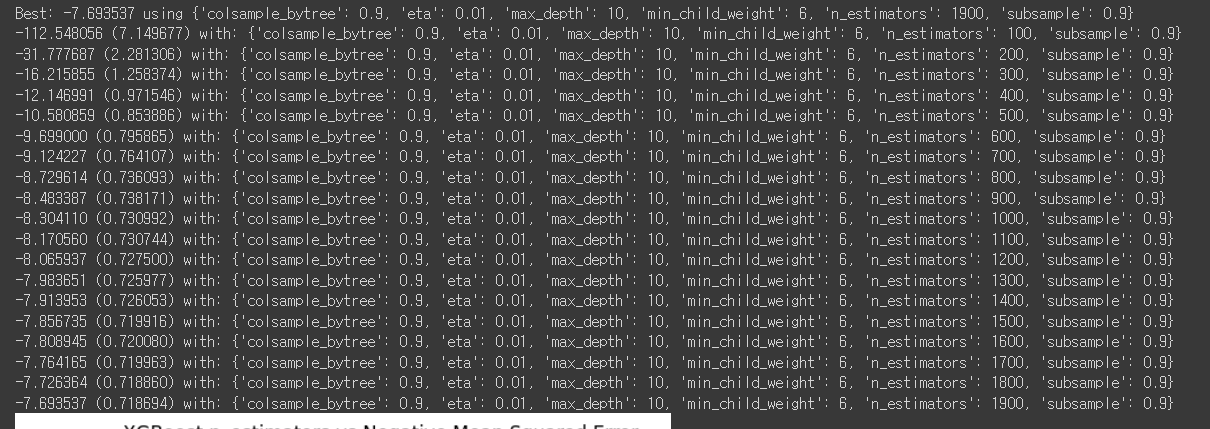 Best: -7.693537 using {'colsample_bytree': 0.9, 'eta': 0.01, 'max_depth': 10, 'min_child_weight': 6, 'n_estimators': 1900, 'subsample': 0.9}
-112.548056 (7.149677) with: {'colsample_bytree': 0.9, 'eta': 0.01, 'max_depth': 10, 'min_child_weight': 6, 'n_estimators': 100, 'subsample': 0.9}
-31.777687 (2.281306) with: {'colsample_bytree': 0.9, 'eta': 0.01, 'max_depth': 10, 'min_child_weight': 6, 'n_estimators': 200, 'subsample': 0.9}
-16.215855 (1.258374) with: {'colsample_bytree': 0.9, 'eta': 0.01, 'max_depth': 10, 'min_child_weight': 6, 'n_estimators': 300, 'subsample': 0.9}
-12.146991 (0.971546) with: {'colsample_bytree': 0.9, 'eta': 0.01, 'max_depth': 10, 'min_child_weight': 6, 'n_estimators': 400, 'subsample': 0.9}
-10.580859 (0.853886) with: {'colsample_bytree': 0.9, 'eta': 0.01, 'max_depth': 10, 'min_child_weight': 6, 'n_estimators': 500, 'subsample': 0.9}
-9.699000 (0.795865) with: {'colsample_bytree': 0.9, 'eta': 0.01, 'max_depth': 10, 'min_child_weight': 6, 'n_estimators': 600, 'subsample': 0.9}
-9.124227 (0.764107) with: {'colsample_bytree': 0.9, 'eta': 0.01, 'max_depth': 10, 'min_child_weight': 6, 'n_estimators': 700, 'subsample': 0.9}
-8.729614 (0.736093) with: {'colsample_bytree': 0.9, 'eta': 0.01, 'max_depth': 10, 'min_child_weight': 6, 'n_estimators': 800, 'subsample': 0.9}
-8.483387 (0.738171) with: {'colsample_bytree': 0.9, 'eta': 0.01, 'max_depth': 10, 'min_child_weight': 6, 'n_estimators': 900, 'subsample': 0.9}
-8.304110 (0.730992) with: {'colsample_bytree': 0.9, 'eta': 0.01, 'max_depth': 10, 'min_child_weight': 6, 'n_estimators': 1000, 'subsample': 0.9}
-8.170560 (0.730744) with: {'colsample_bytree': 0.9, 'eta': 0.01, 'max_depth': 10, 'min_child_weight': 6, 'n_estimators': 1100, 'subsample': 0.9}
-8.065937 (0.727500) with: {'colsample_bytree': 0.9, 'eta': 0.01, 'max_depth': 10, 'min_child_weight': 6, 'n_estimators': 1200, 'subsample': 0.9}
-7.983651 (0.725977) with: {'colsample_bytree': 0.9, 'eta': 0.01, 'max_depth': 10, 'min_child_weight': 6, 'n_estimators': 1300, 'subsample': 0.9}
-7.913953 (0.726053) with: {'colsample_bytree': 0.9, 'eta': 0.01, 'max_depth': 10, 'min_child_weight': 6, 'n_estimators': 1400, 'subsample': 0.9}
-7.856735 (0.719916) with: {'colsample_bytree': 0.9, 'eta': 0.01, 'max_depth': 10, 'min_child_weight': 6, 'n_estimators': 1500, 'subsample': 0.9}
-7.808945 (0.720080) with: {'colsample_bytree': 0.9, 'eta': 0.01, 'max_depth': 10, 'min_child_weight': 6, 'n_estimators': 1600, 'subsample': 0.9}
-7.764165 (0.719963) with: {'colsample_bytree': 0.9, 'eta': 0.01, 'max_depth': 10, 'min_child_weight': 6, 'n_estimators': 1700, 'subsample': 0.9}
-7.726364 (0.718860) with: {'colsample_bytree': 0.9, 'eta': 0.01, 'max_depth': 10, 'min_child_weight': 6, 'n_estimators': 1800, 'subsample': 0.9}
-7.693537 (0.718694) with: {'colsample_bytree': 0.9, 'eta': 0.01, 'max_depth': 10, 'min_child_weight': 6, 'n_estimators': 1900, 'subsample': 0.9}
XGBoost n_estimators vs Negative Mean Squared Error